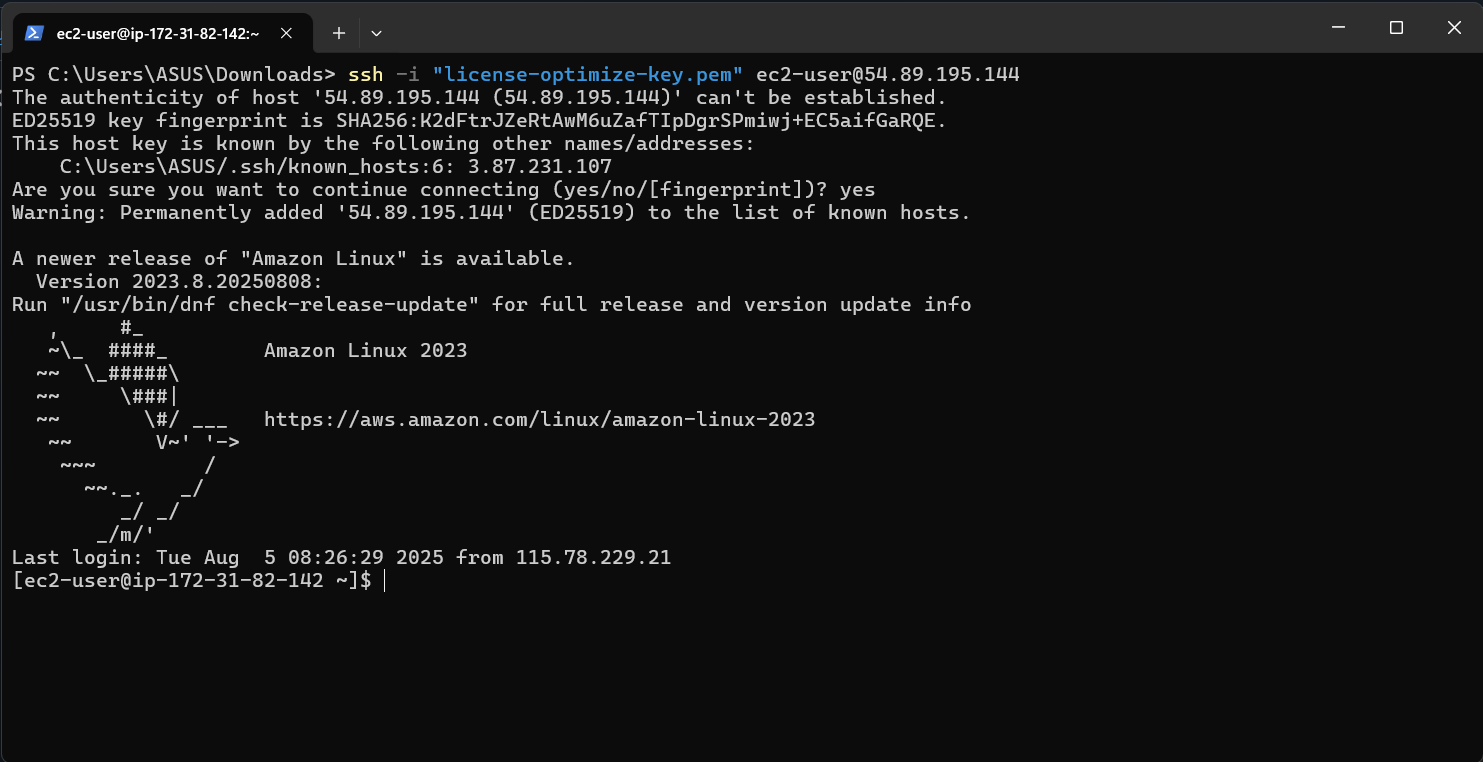 ec2-user@ip-172-31-82-142:~
PS C:\Users\ASUS\Downloads> ssh -i "license-optimize-key.pem" ec2-user@54.89.195.144
The authenticity of host '54.89.195.144 (54.89.195.144)' can't be established.
ED25519 key fingerprint is SHA256:K2dFtrJZeRtAwM6uZafTIpDgrSPmiwj+EC5aifGaRQE.
This host key is known by the following other names/addresses:
    C:\Users\ASUS/.ssh/known_hosts:6: 3.87.231.107
Are you sure you want to continue connecting (yes/no/[fingerprint])? yes
Warning: Permanently added '54.89.195.144' (ED25519) to the list of known hosts.

A newer release of "Amazon Linux" is available.
  Version 2023.8.20250808:
Run "/usr/bin/dnf check-release-update" for full release and version update info
   ,     #_
   ~\_  ####_        Amazon Linux 2023
  ~~  \_#####\
  ~~     \###|
  ~~       \#/ ___   https://aws.amazon.com/linux/amazon-linux-2023
   ~~       V~' '->
    ~~~         /
      ~~._.   _/
         _/ _/
       _/m/'
Last login: Tue Aug  5 08:26:29 2025 from 115.78.229.21
[ec2-user@ip-172-31-82-142 ~]$